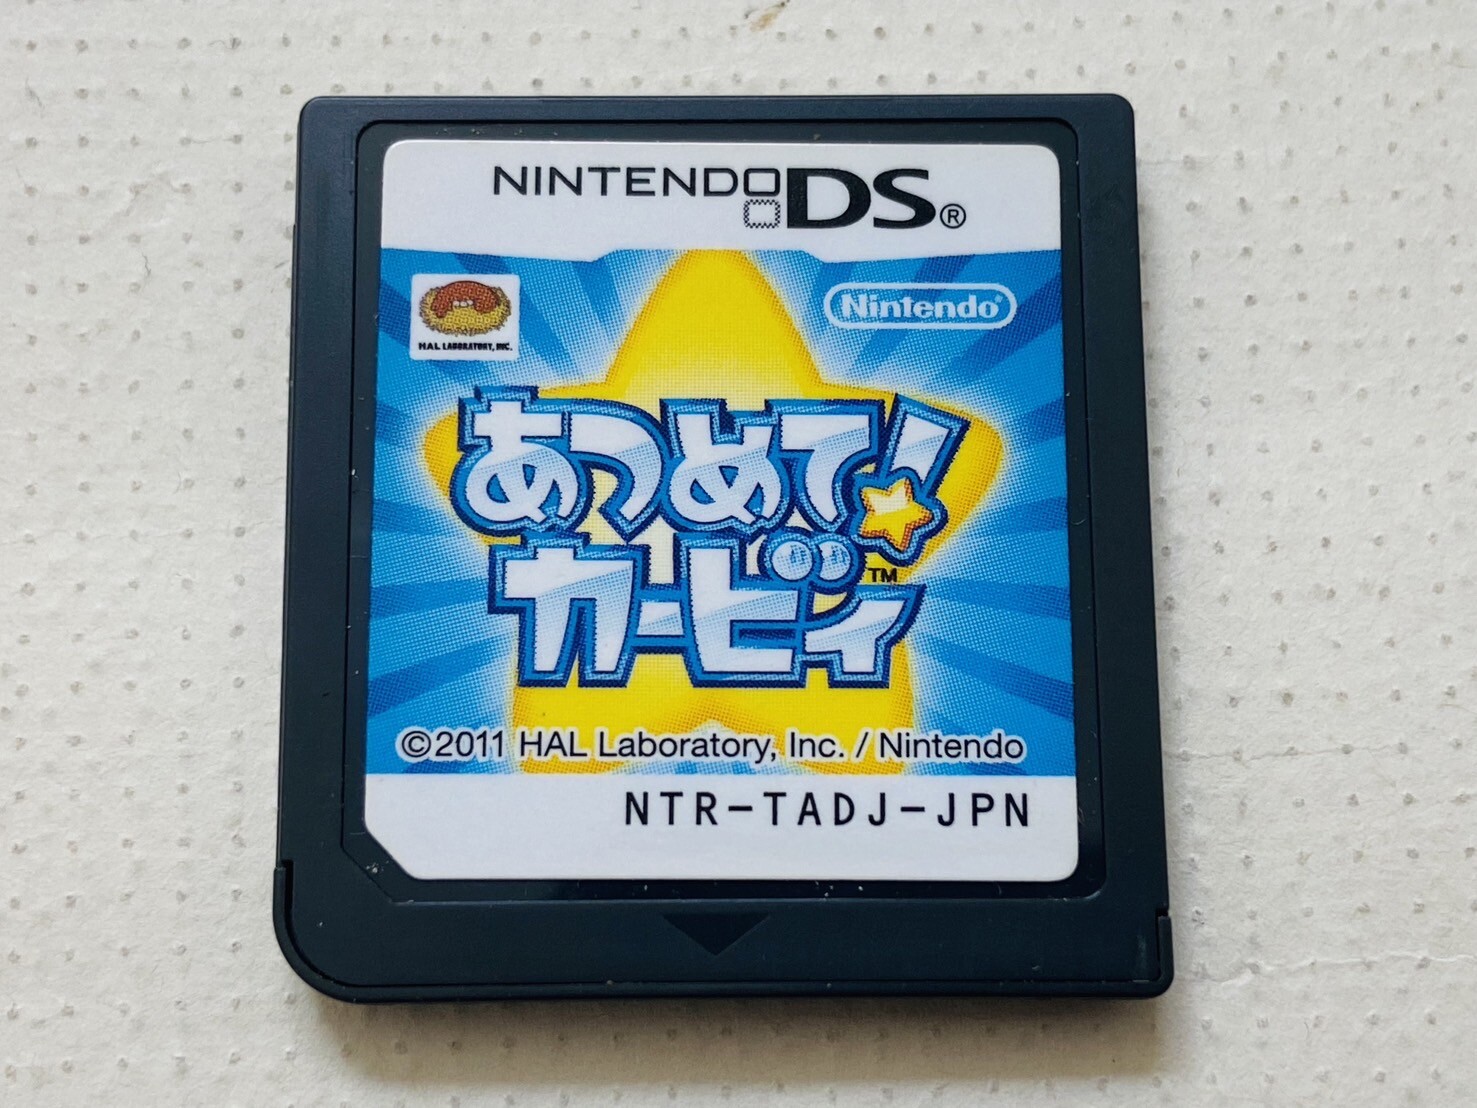 NINTENDO DS®
HAL LABORATORY, INC.
Nintendo®
あつめて!
カービィ™
©2011 HAL Laboratory, Inc. / Nintendo
NTR-TADJ-JPN